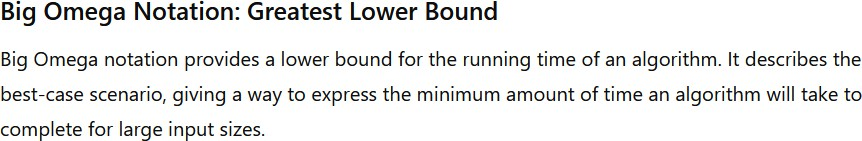 Big Omega Notation: Greatest Lower Bound
Big Omega notation provides a lower bound for the running time of an algorithm. It describes the
best-case scenario, giving a way to express the minimum amount of time an algorithm will take to
complete for large input sizes.